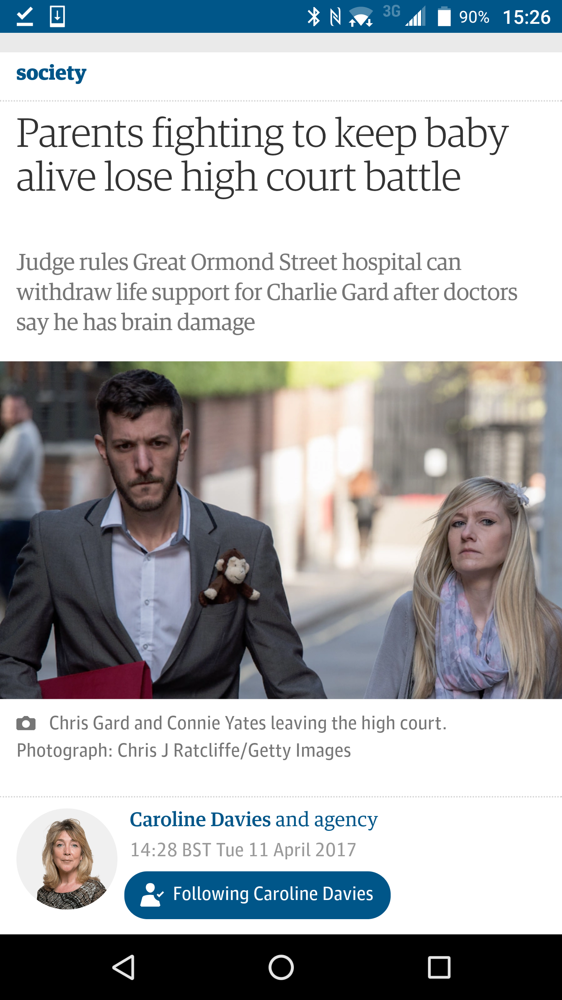 3G 90% 15:26
society
Parents fighting to keep baby
alive lose high court battle
Judge rules Great Ormond Street hospital can
withdraw life support for Charlie Gard after doctors
say he has brain damage
Chris Gard and Connie Yates leaving the high court.
Photograph: Chris J Ratcliffe/Getty Images
Caroline Davies and agency
14:28 BST Tue 11 April 2017
Following Caroline Davies